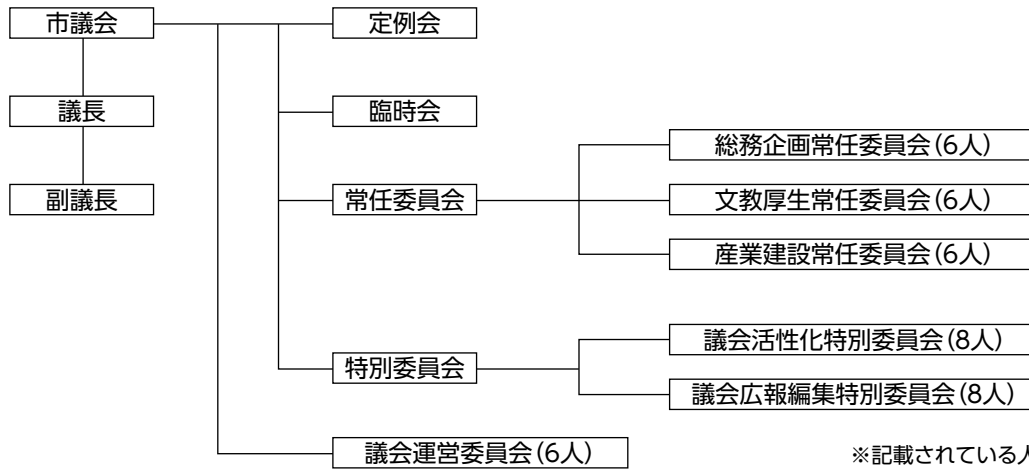 市議会
議長
副議長
定例会
臨時会
常任委員会
総務企画常任委員会(6人)
文教厚生常任委員会(6人)
産業建設常任委員会(6人)
特別委員会
議会活性化特別委員会(8人)
議会広報編集特別委員会(8人)
議会運営委員会(6人)
※記載されている人